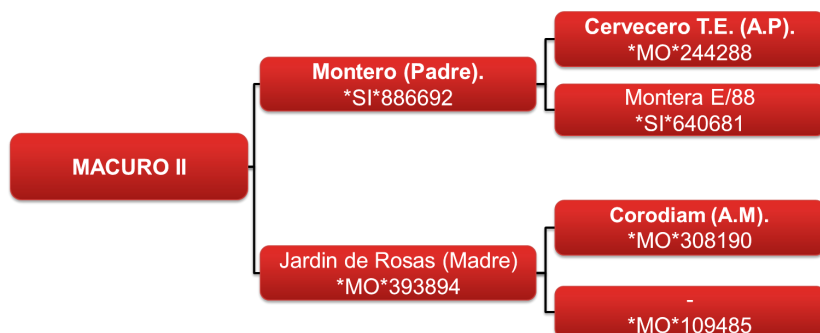 MACURO II
Montero (Padre).
*SI*886692
Jardin de Rosas (Madre)
*MO*393894
Cervecero T.E. (A.P).
*MO*244288
Montera E/88
*SI*640681
Corodiam (A.M).
*MO*308190
-
*MO*109485